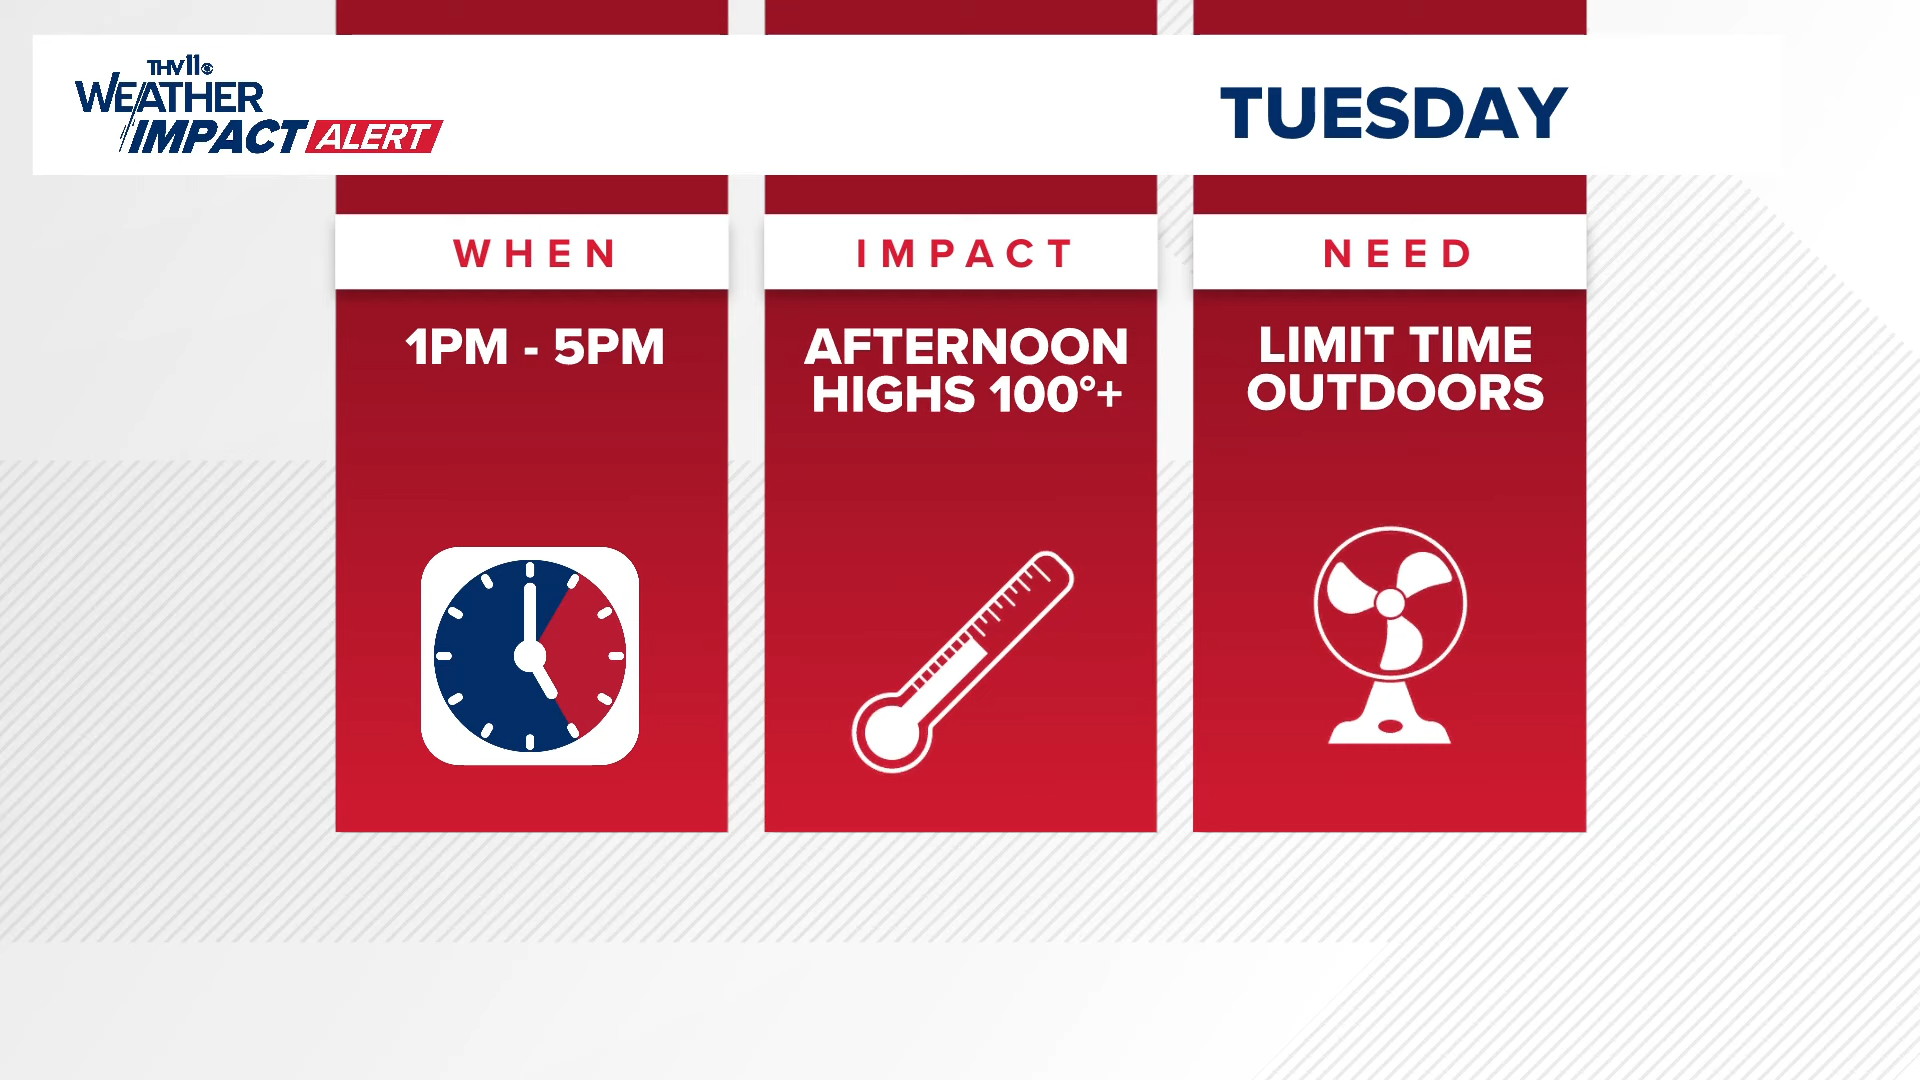 THV11
WEATHER
IMPACT ALERT
TUESDAY
WHEN
1PM - 5PM
IMPACT
AFTERNOON
HIGHS 100°+
NEED
LIMIT TIME
OUTDOORS